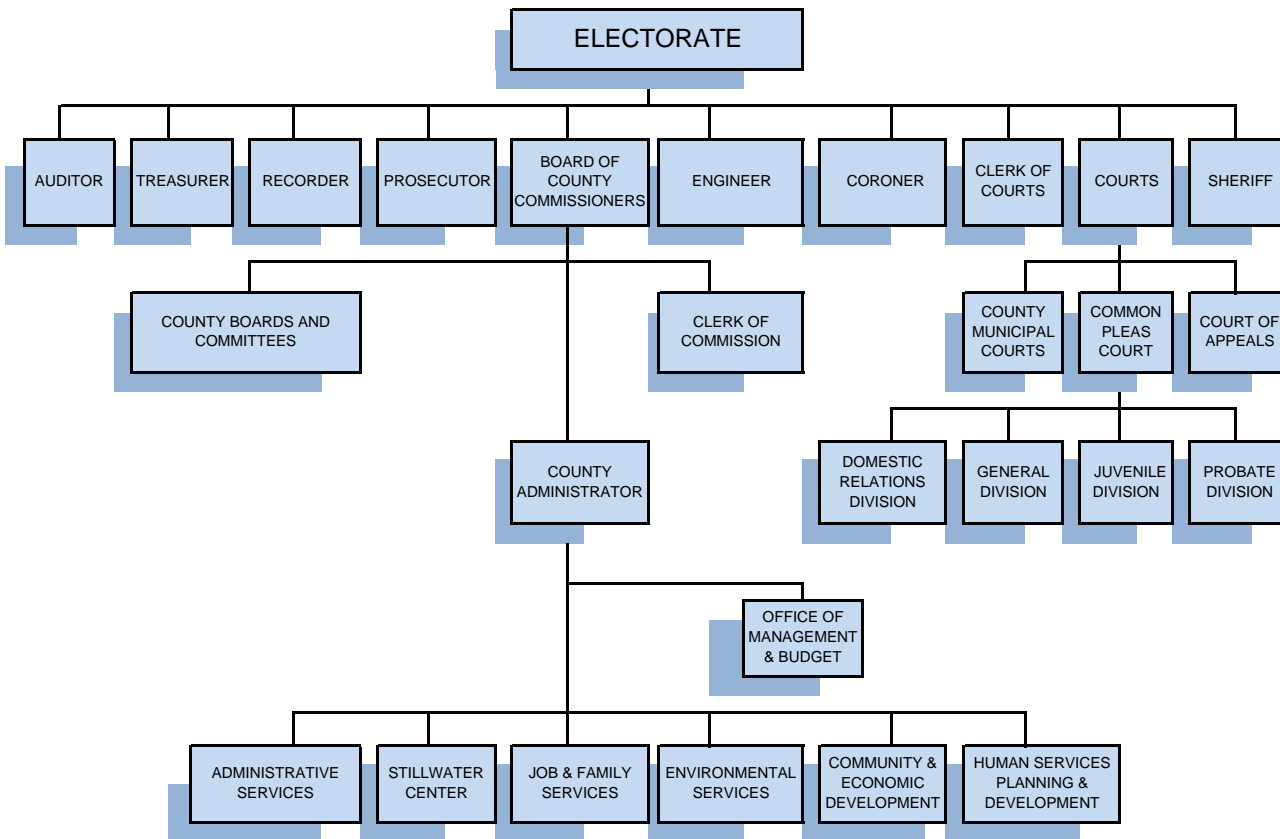 ELECTORATE
AUDITOR
TREASURER
RECORDER
PROSECUTOR
BOARD OF
COUNTY
COMMISSIONERS
ENGINEER
CORONER
CLERK OF
COURTS
COURTS
SHERIFF
COUNTY BOARDS AND
COMMITTEES
CLERK OF
COMMISSION
COUNTY
MUNICIPAL
COURTS
COMMON
PLEAS
COURT
COURT OF
APPEALS
COUNTY
ADMINISTRATOR
DOMESTIC
RELATIONS
DIVISION
GENERAL
DIVISION
JUVENILE
DIVISION
PROBATE
DIVISION
OFFICE OF
MANAGEMENT
& BUDGET
ADMINISTRATIVE
SERVICES
STILLWATER
CENTER
JOB & FAMILY
SERVICES
ENVIRONMENTAL
SERVICES
COMMUNITY &
ECONOMIC
DEVELOPMENT
HUMAN SERVICES
PLANNING &
DEVELOPMENT